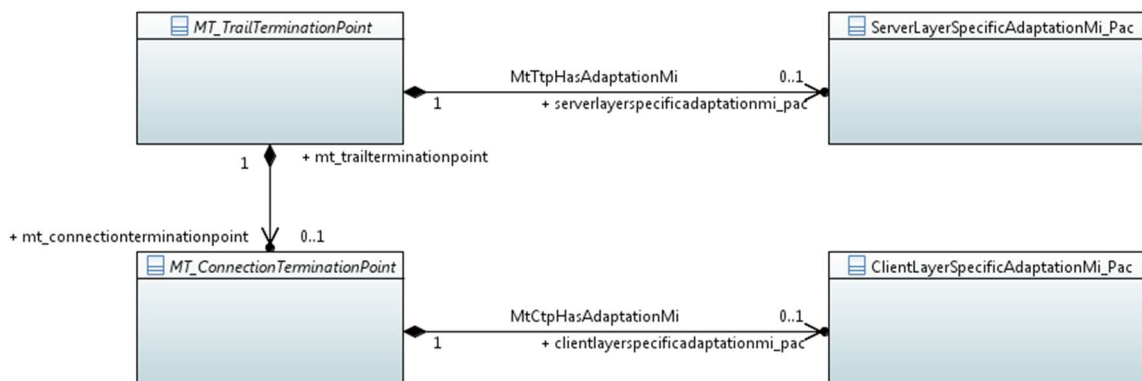 MT_TrailTerminationPoint
ServerLayerSpecificAdaptationMi_Pac
MtTtpHasAdaptationMi
0..1
1
+ serverlayerspecificadaptationmi_pac
1
+ mt_trailterminationpoint
+ mt_connectionterminationpoint
0..1
MT_ConnectionTerminationPoint
ClientLayerSpecificAdaptationMi_Pac
MtCtpHasAdaptationMi
0..1
1
+ clientlayerspecificadaptationmi_pac